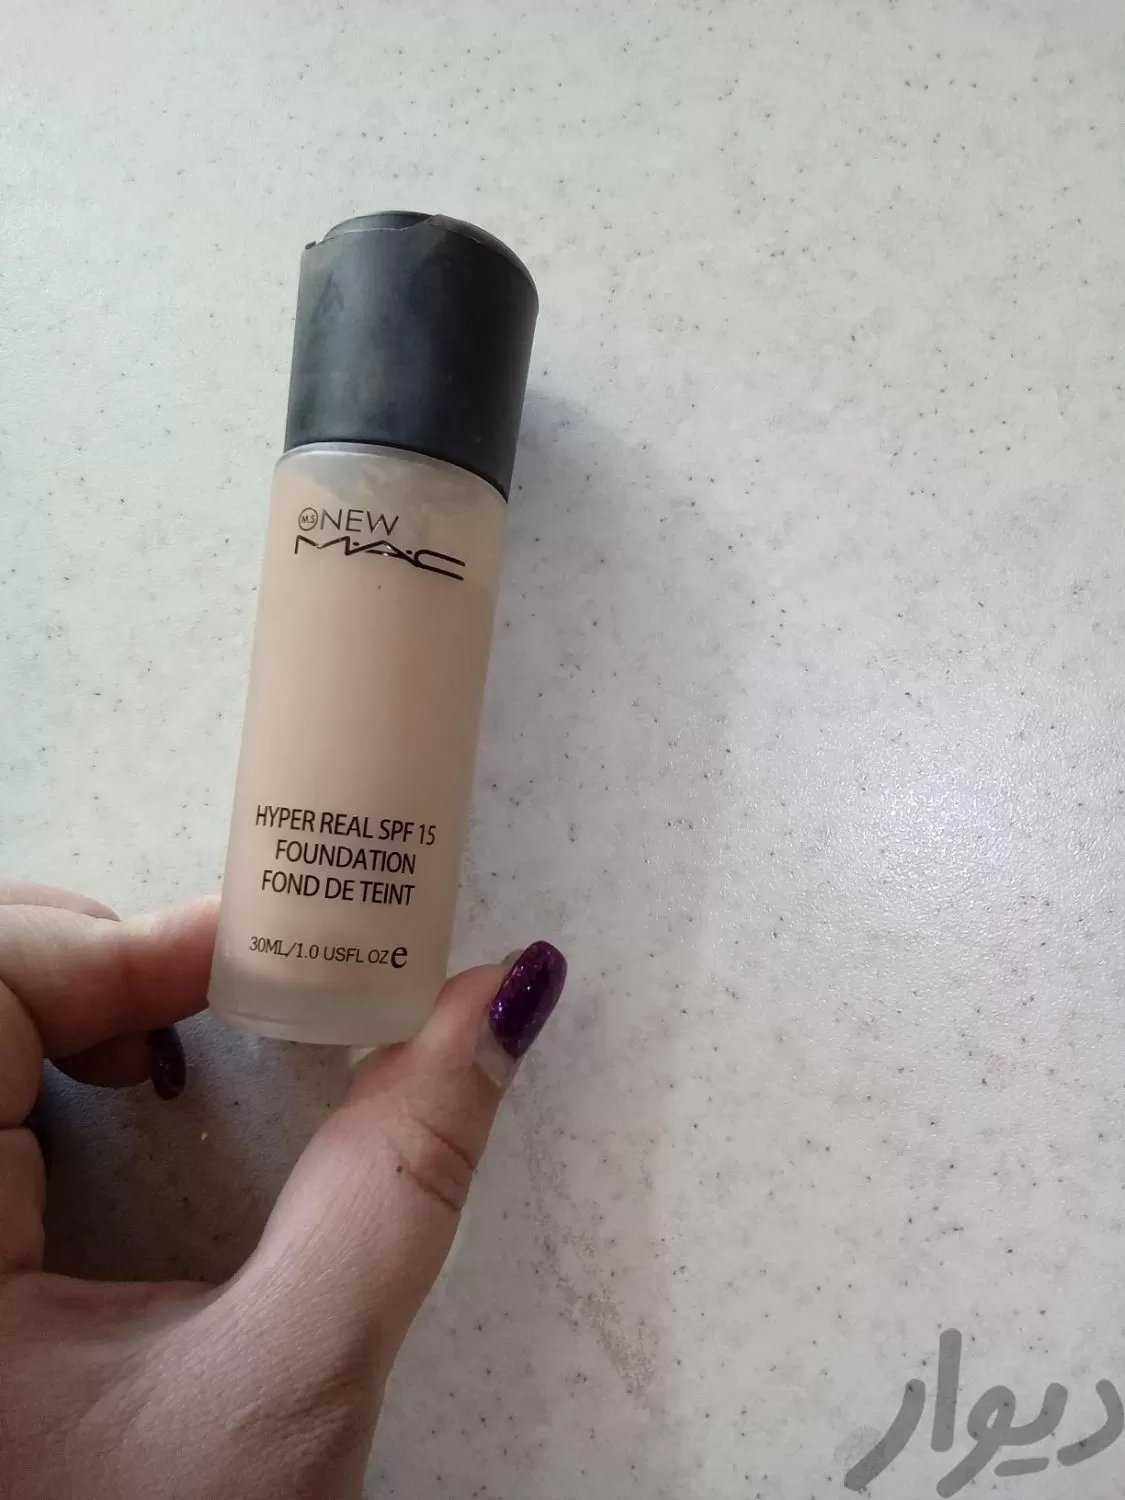 M.S NEW
MAC
HYPER REAL SPF 15
FOUNDATION
FOND DE TEINT
30ML/1.0 USFL OZ e
دیوار